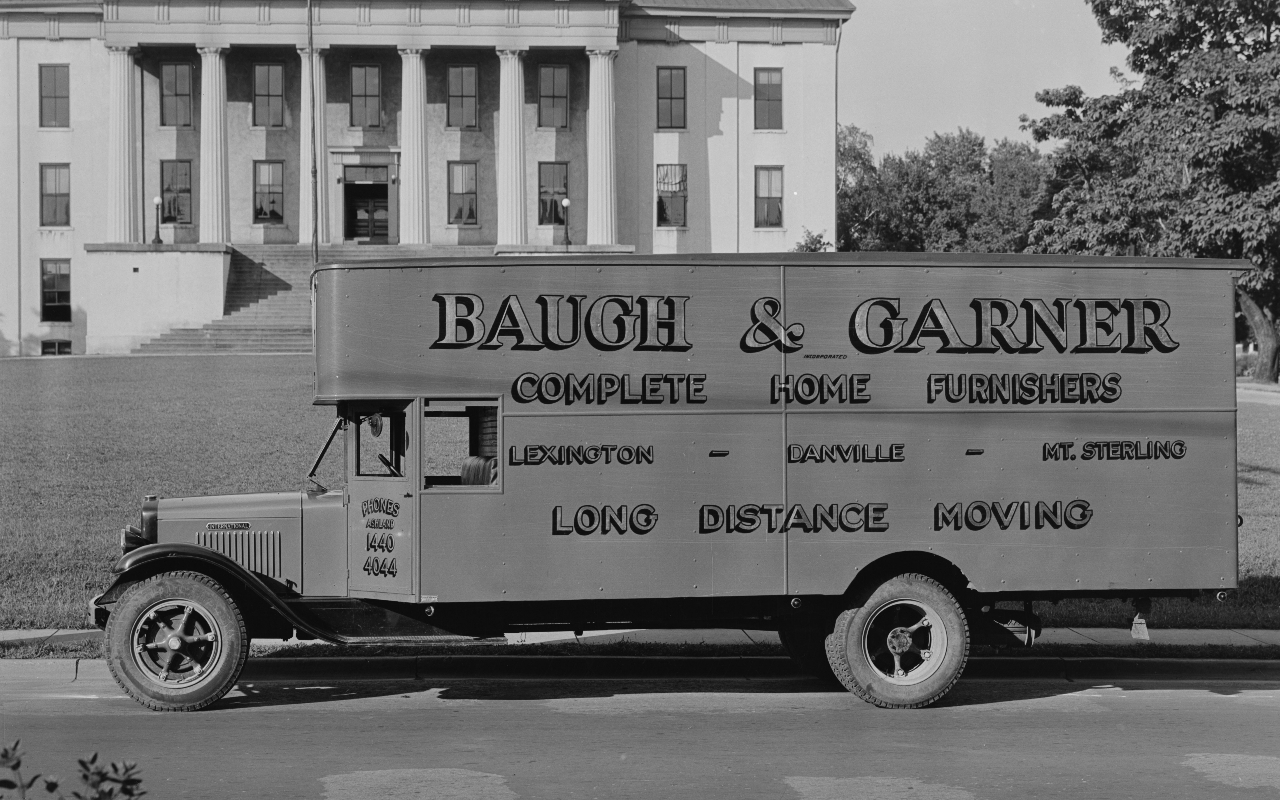 BAUGH & GARNER
INCORPORATED
COMPLETE HOME FURNISHERS
LEXINGTON - DANVILLE - MT. STERLING
LONG DISTANCE MOVING
PHONES
ASHLAND
1440
4044
INTERNATIONAL